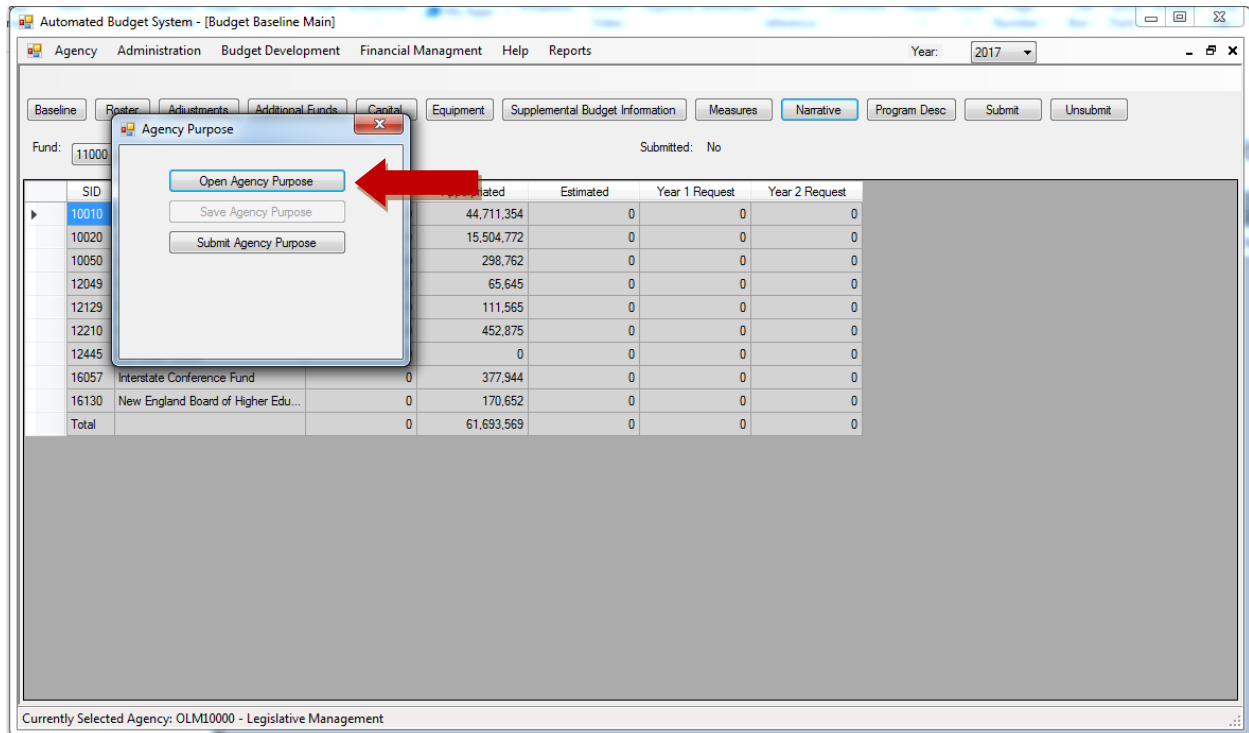 Automated Budget System - [Budget Baseline Main]
Agency Administration Budget Development Financial Managment Help Reports Year: 2017
Baseline Roster Adjustments Additional Funds Capital Equipment Supplemental Budget Information Measures Narrative Program Desc Submit Unsubmit
Agency Purpose
Fund: 11000 Submitted: No
Open Agency Purpose
Save Agency Purpose
Submit Agency Purpose
SID Estimated Year 1 Request Year 2 Request
10010 44,711,354 0 0 0
10020 15,504,772 0 0 0
10050 298,762 0 0 0
12049 65,645 0 0 0
12129 111,565 0 0 0
12210 452,875 0 0 0
12445 0 0 0 0
16057 Interstate Conference Fund 0 377,944 0 0 0
16130 New England Board of Higher Edu... 0 170,652 0 0 0
Total 0 61,693,569 0 0 0
Currently Selected Agency: OLM10000 - Legislative Management